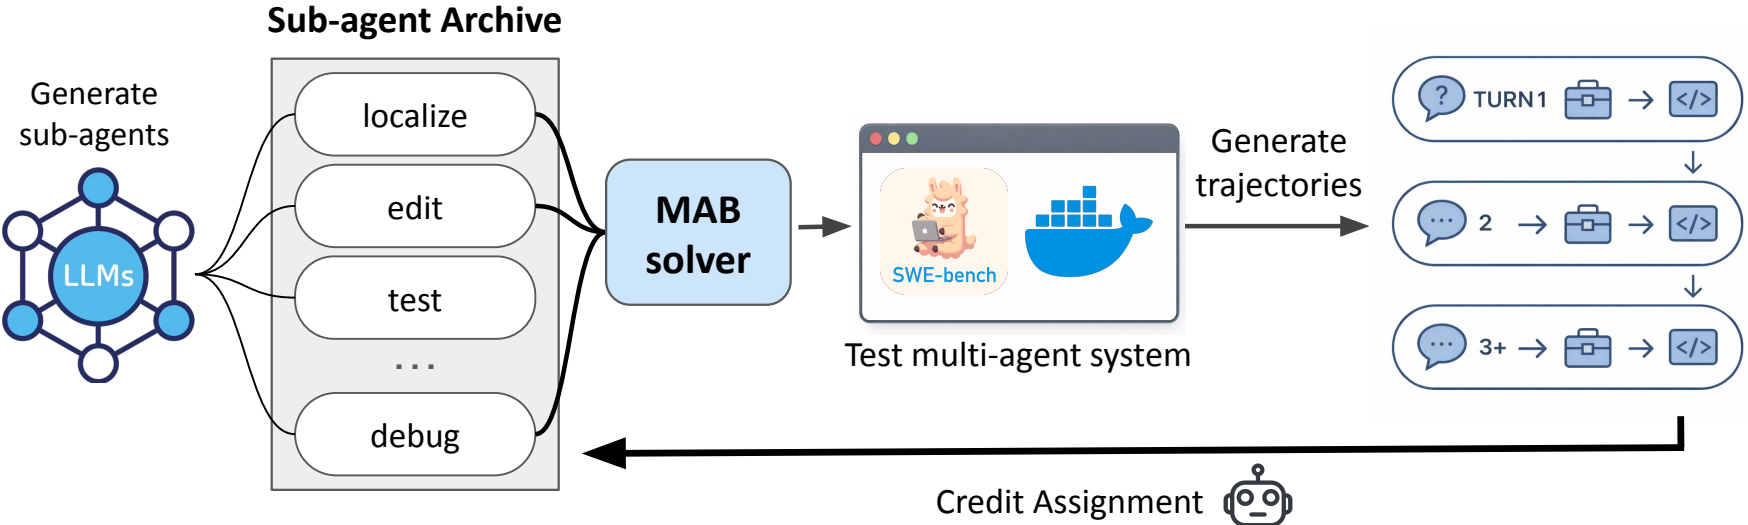 Sub-agent Archive
Generate
sub-agents
LLMs
localize
edit
test
...
debug
MAB
solver
SWE-bench
Test multi-agent system
Generate
trajectories
? TURN 1 → → </>
... 2 → → </>
... 3+ → → </>
Credit Assignment